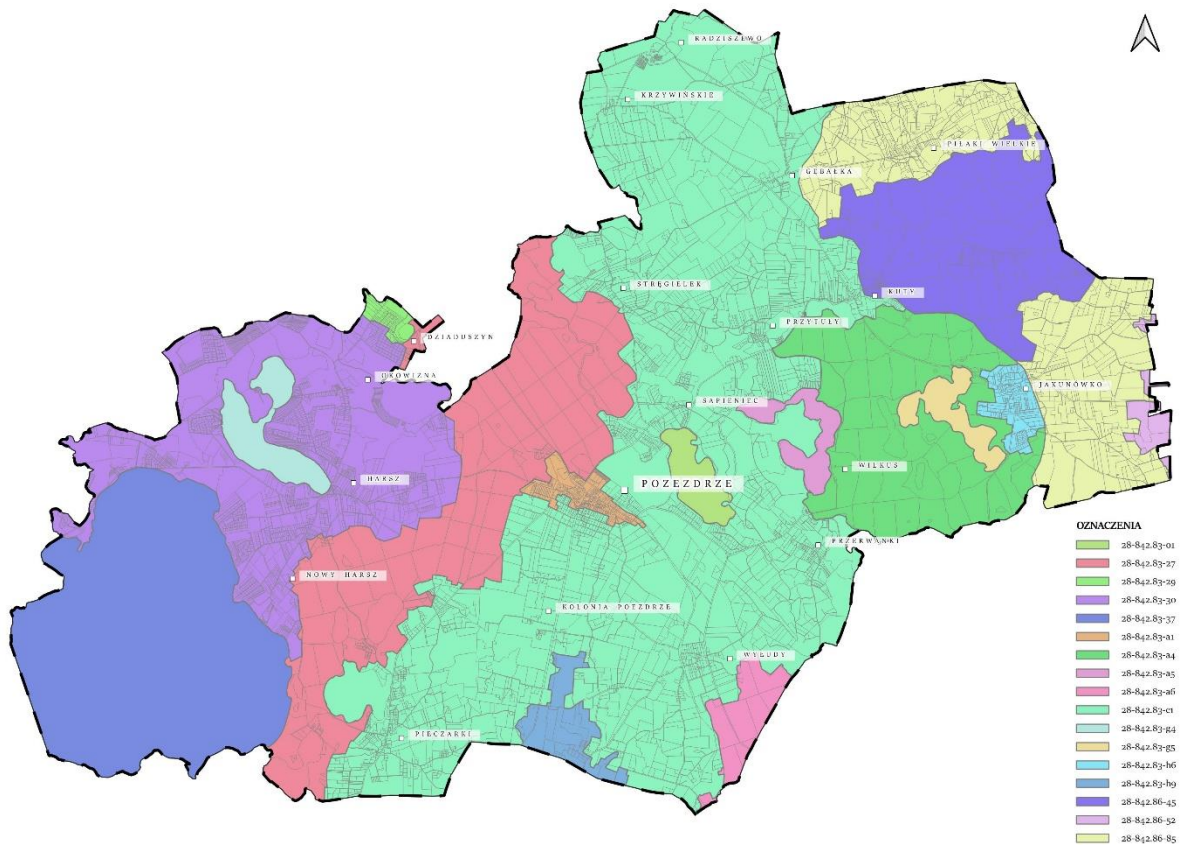 RADZISZEWO
KRZYWIŃSKIE
PIŁAKI WIELKIE
GĘBAŁKA
STRĘGIELEK
KUTY
PRZYTUŁY
DZIADUSZYN
OKOWIZNA
JAKUNÓWKO
SAPIENIEC
WILKUS
HARSZ
POZEZDRZE
PRZERWANKI
NOWY HARSZ
KOLONIA POEZDRZE
WYŁUDY
PIECZARKI
OZNACZENIA
28-842.83-01
28-842.83-27
28-842.83-29
28-842.83-30
28-842.83-37
28-842.83-a1
28-842.83-a4
28-842.83-a5
28-842.83-a6
28-842.83-c1
28-842.83-g4
28-842.83-g5
28-842.83-h6
28-842.83-h9
28-842.86-45
28-842.86-52
28-842.86-85